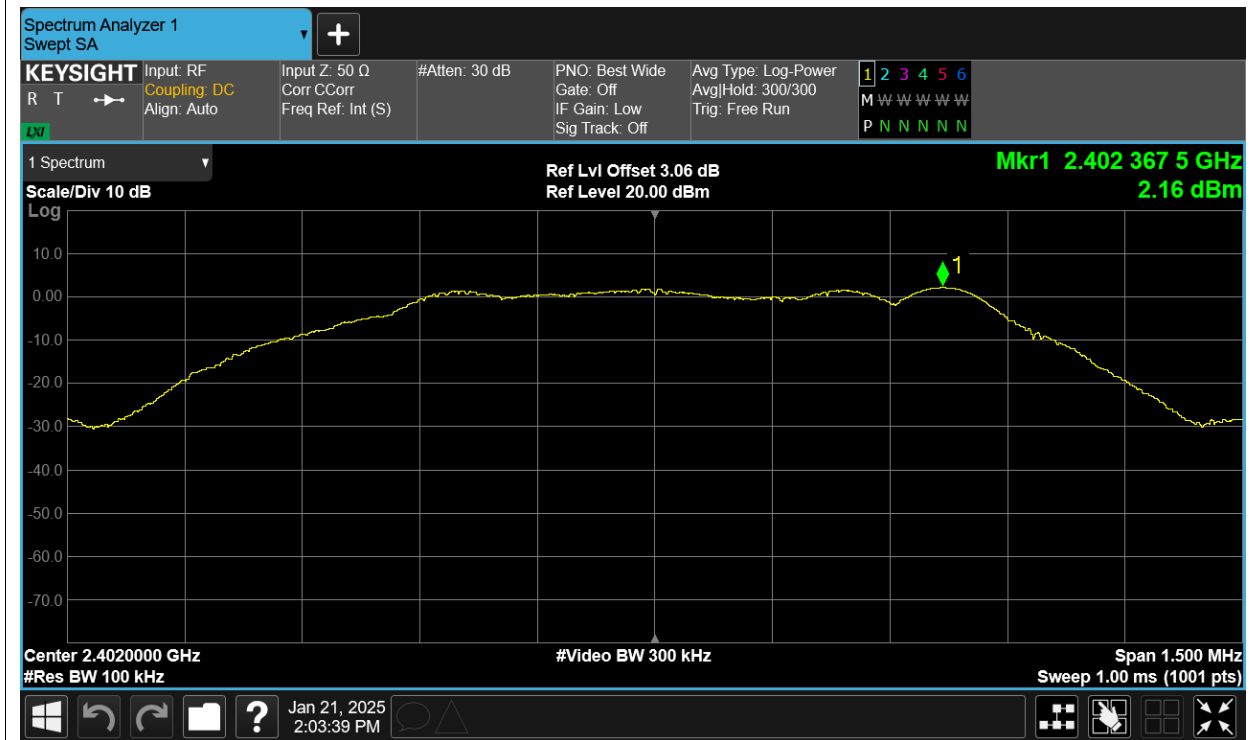 Spectrum Analyzer 1
Swept SA
KEYSIGHT
R T
LXI
Input: RF
Coupling: DC
Align: Auto
Input Z: 50 Ω
Corr CCorr
Freq Ref: Int (S)
#Atten: 30 dB
PNO: Best Wide
Gate: Off
IF Gain: Low
Sig Track: Off
Avg Type: Log-Power
Avg|Hold: 300/300
Trig: Free Run
1 2 3 4 5 6
M W W W W W
P N N N N N
1 Spectrum
Scale/Div 10 dB
Log
Ref Lvl Offset 3.06 dB
Ref Level 20.00 dBm
Mkr1 2.402 367 5 GHz
2.16 dBm
10.0
0.00
-10.0
-20.0
-30.0
-40.0
-50.0
-60.0
-70.0
1
Center 2.4020000 GHz
#Res BW 100 kHz
#Video BW 300 kHz
Span 1.500 MHz
Sweep 1.00 ms (1001 pts)
?
Jan 21, 2025
2:03:39 PM